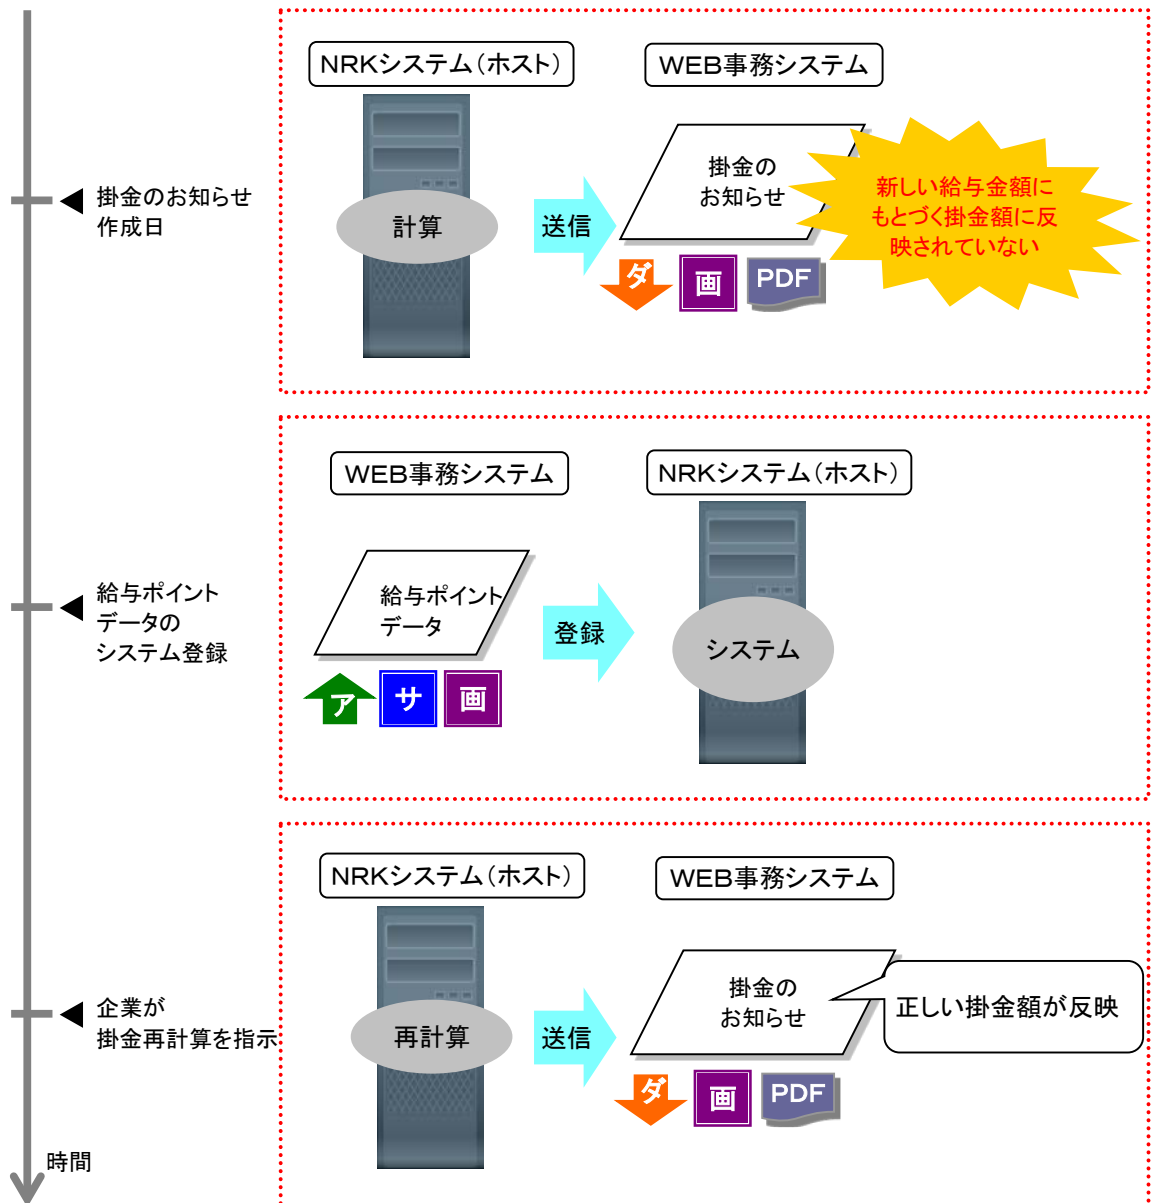 NRKシステム（ホスト）
WEB事務システム
掛金のお知らせ
作成日
計算
送信
掛金の
お知らせ
新しい給与金額に
もとづく掛金額に反
映されていない
ダ
画
PDF
WEB事務システム
NRKシステム（ホスト）
給与ポイント
データの
システム登録
給与ポイント
データ
登録
システム
ア
サ
画
NRKシステム（ホスト）
WEB事務システム
企業が
掛金再計算を指示
再計算
送信
掛金の
お知らせ
正しい掛金額が反映
ダ
画
PDF
時間